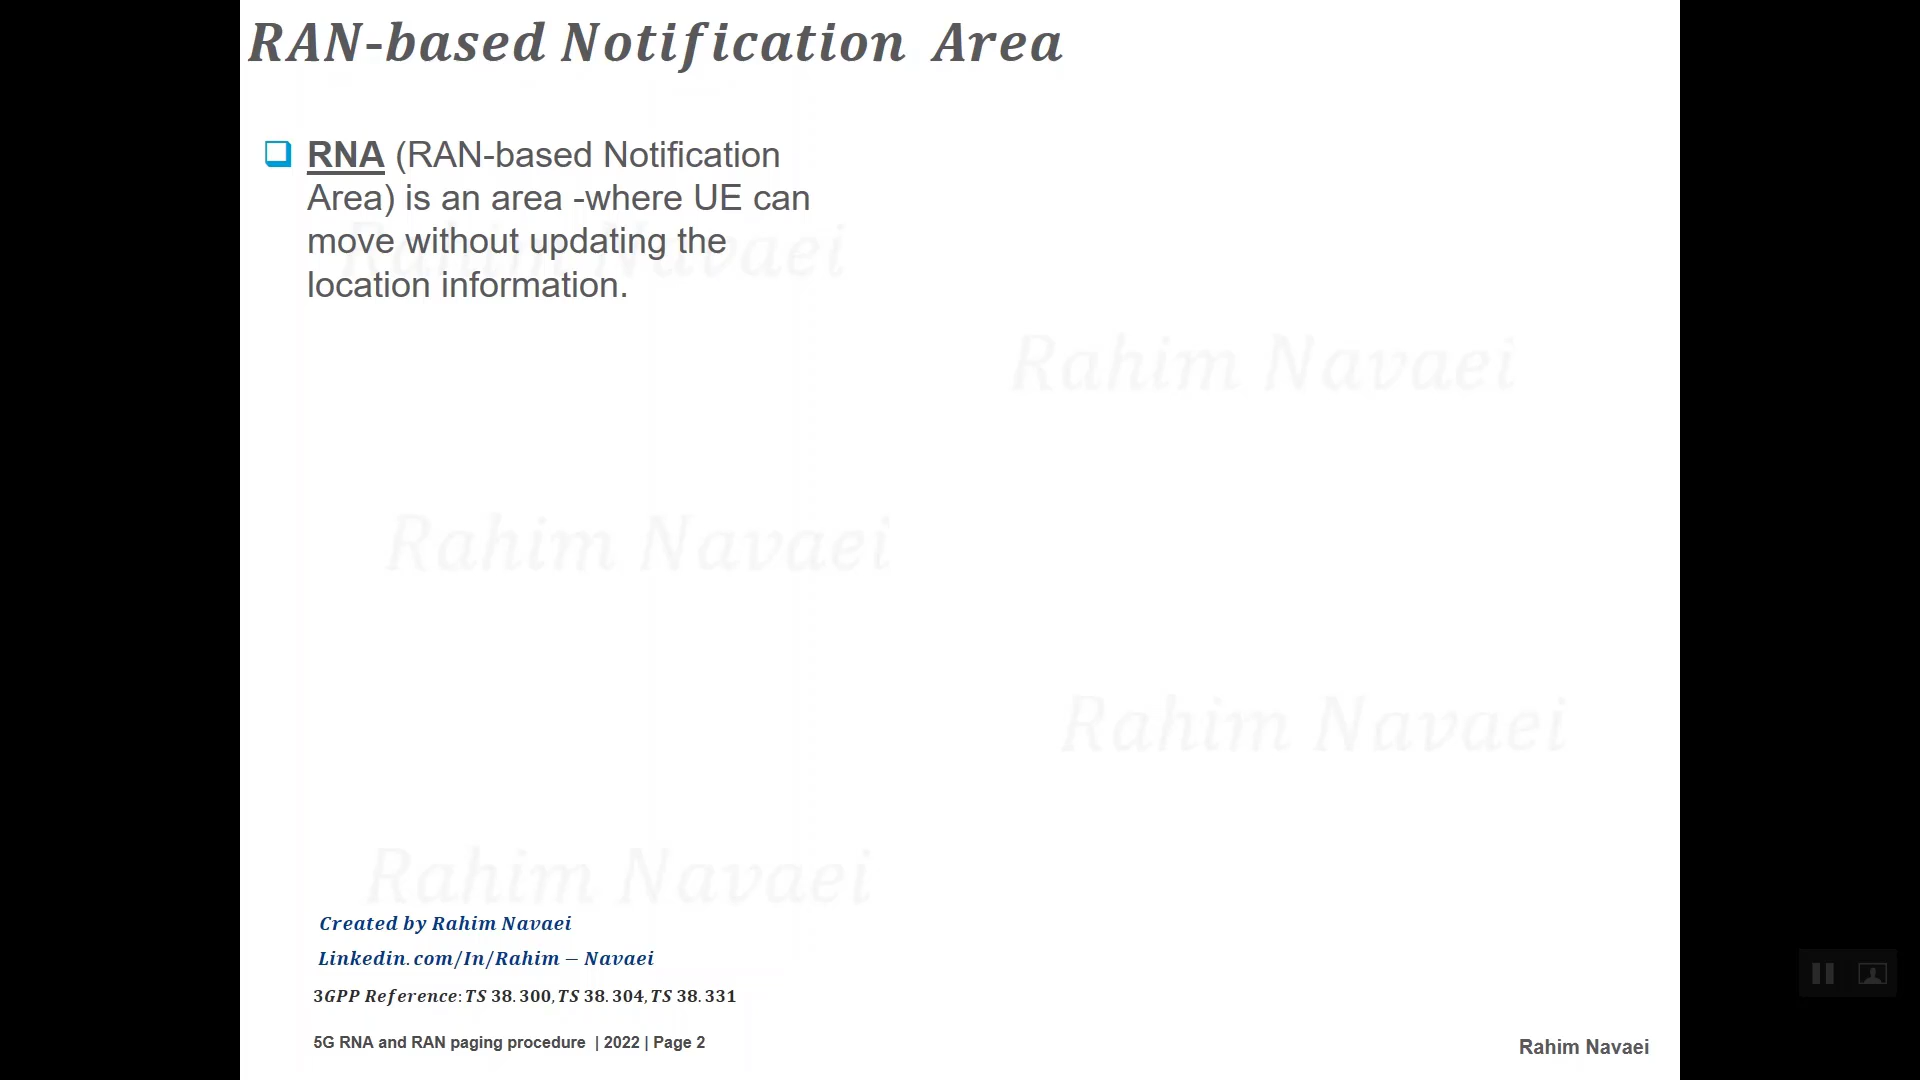 RAN-based Notification Area
RNA (RAN-based Notification
Area) is an area -where UE can
move without updating the
location information.
Rahim Navaei
Rahim Navaei
Rahim Navaei
Rahim Navaei
Rahim Navaei
Created by Rahim Navaei
Linkedin.com/In/Rahim – Navaei
3GPP Reference: TS 38.300, TS 38.304, TS 38.331
5G RNA and RAN paging procedure | 2022 | Page 2
Rahim Navaei